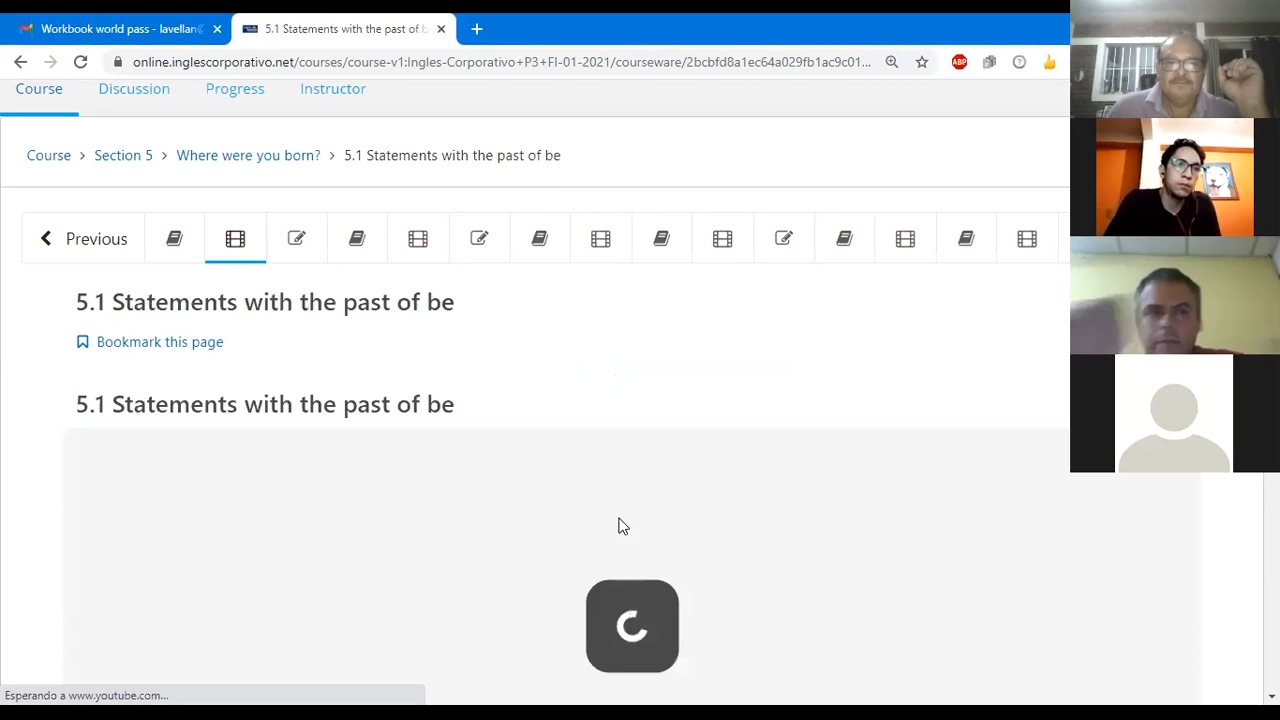 Workbook world pass - lavellan
5.1 Statements with the past of be
online.inglescorporativo.net/courses/course-v1:Ingles-Corporativo+P3+FI-01-2021/courseware/2bcbfd8a1ec64a029fb1ac9c01...
ABP
Course Discussion Progress Instructor
Course > Section 5 > Where were you born? > 5.1 Statements with the past of be
Previous
5.1 Statements with the past of be
Bookmark this page
5.1 Statements with the past of be
Esperando a www.youtube.com...